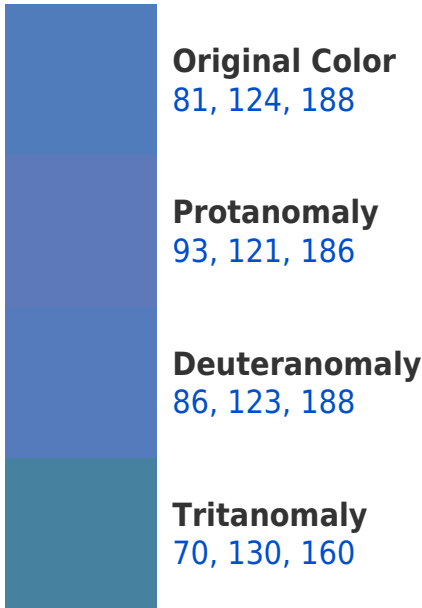 Original Color
81, 124, 188
Protanomaly
93, 121, 186
Deuteranomaly
86, 123, 188
Tritanomaly
70, 130, 160